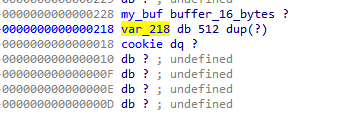 -0000000000000228 my_buf buffer_16_bytes ?
-0000000000000218 var_218 db 512 dup(?)
-0000000000000018 cookie dq ?
-0000000000000010 db ? ; undefined
-000000000000000F db ? ; undefined
-000000000000000E db ? ; undefined
-000000000000000D db ? ; undefined